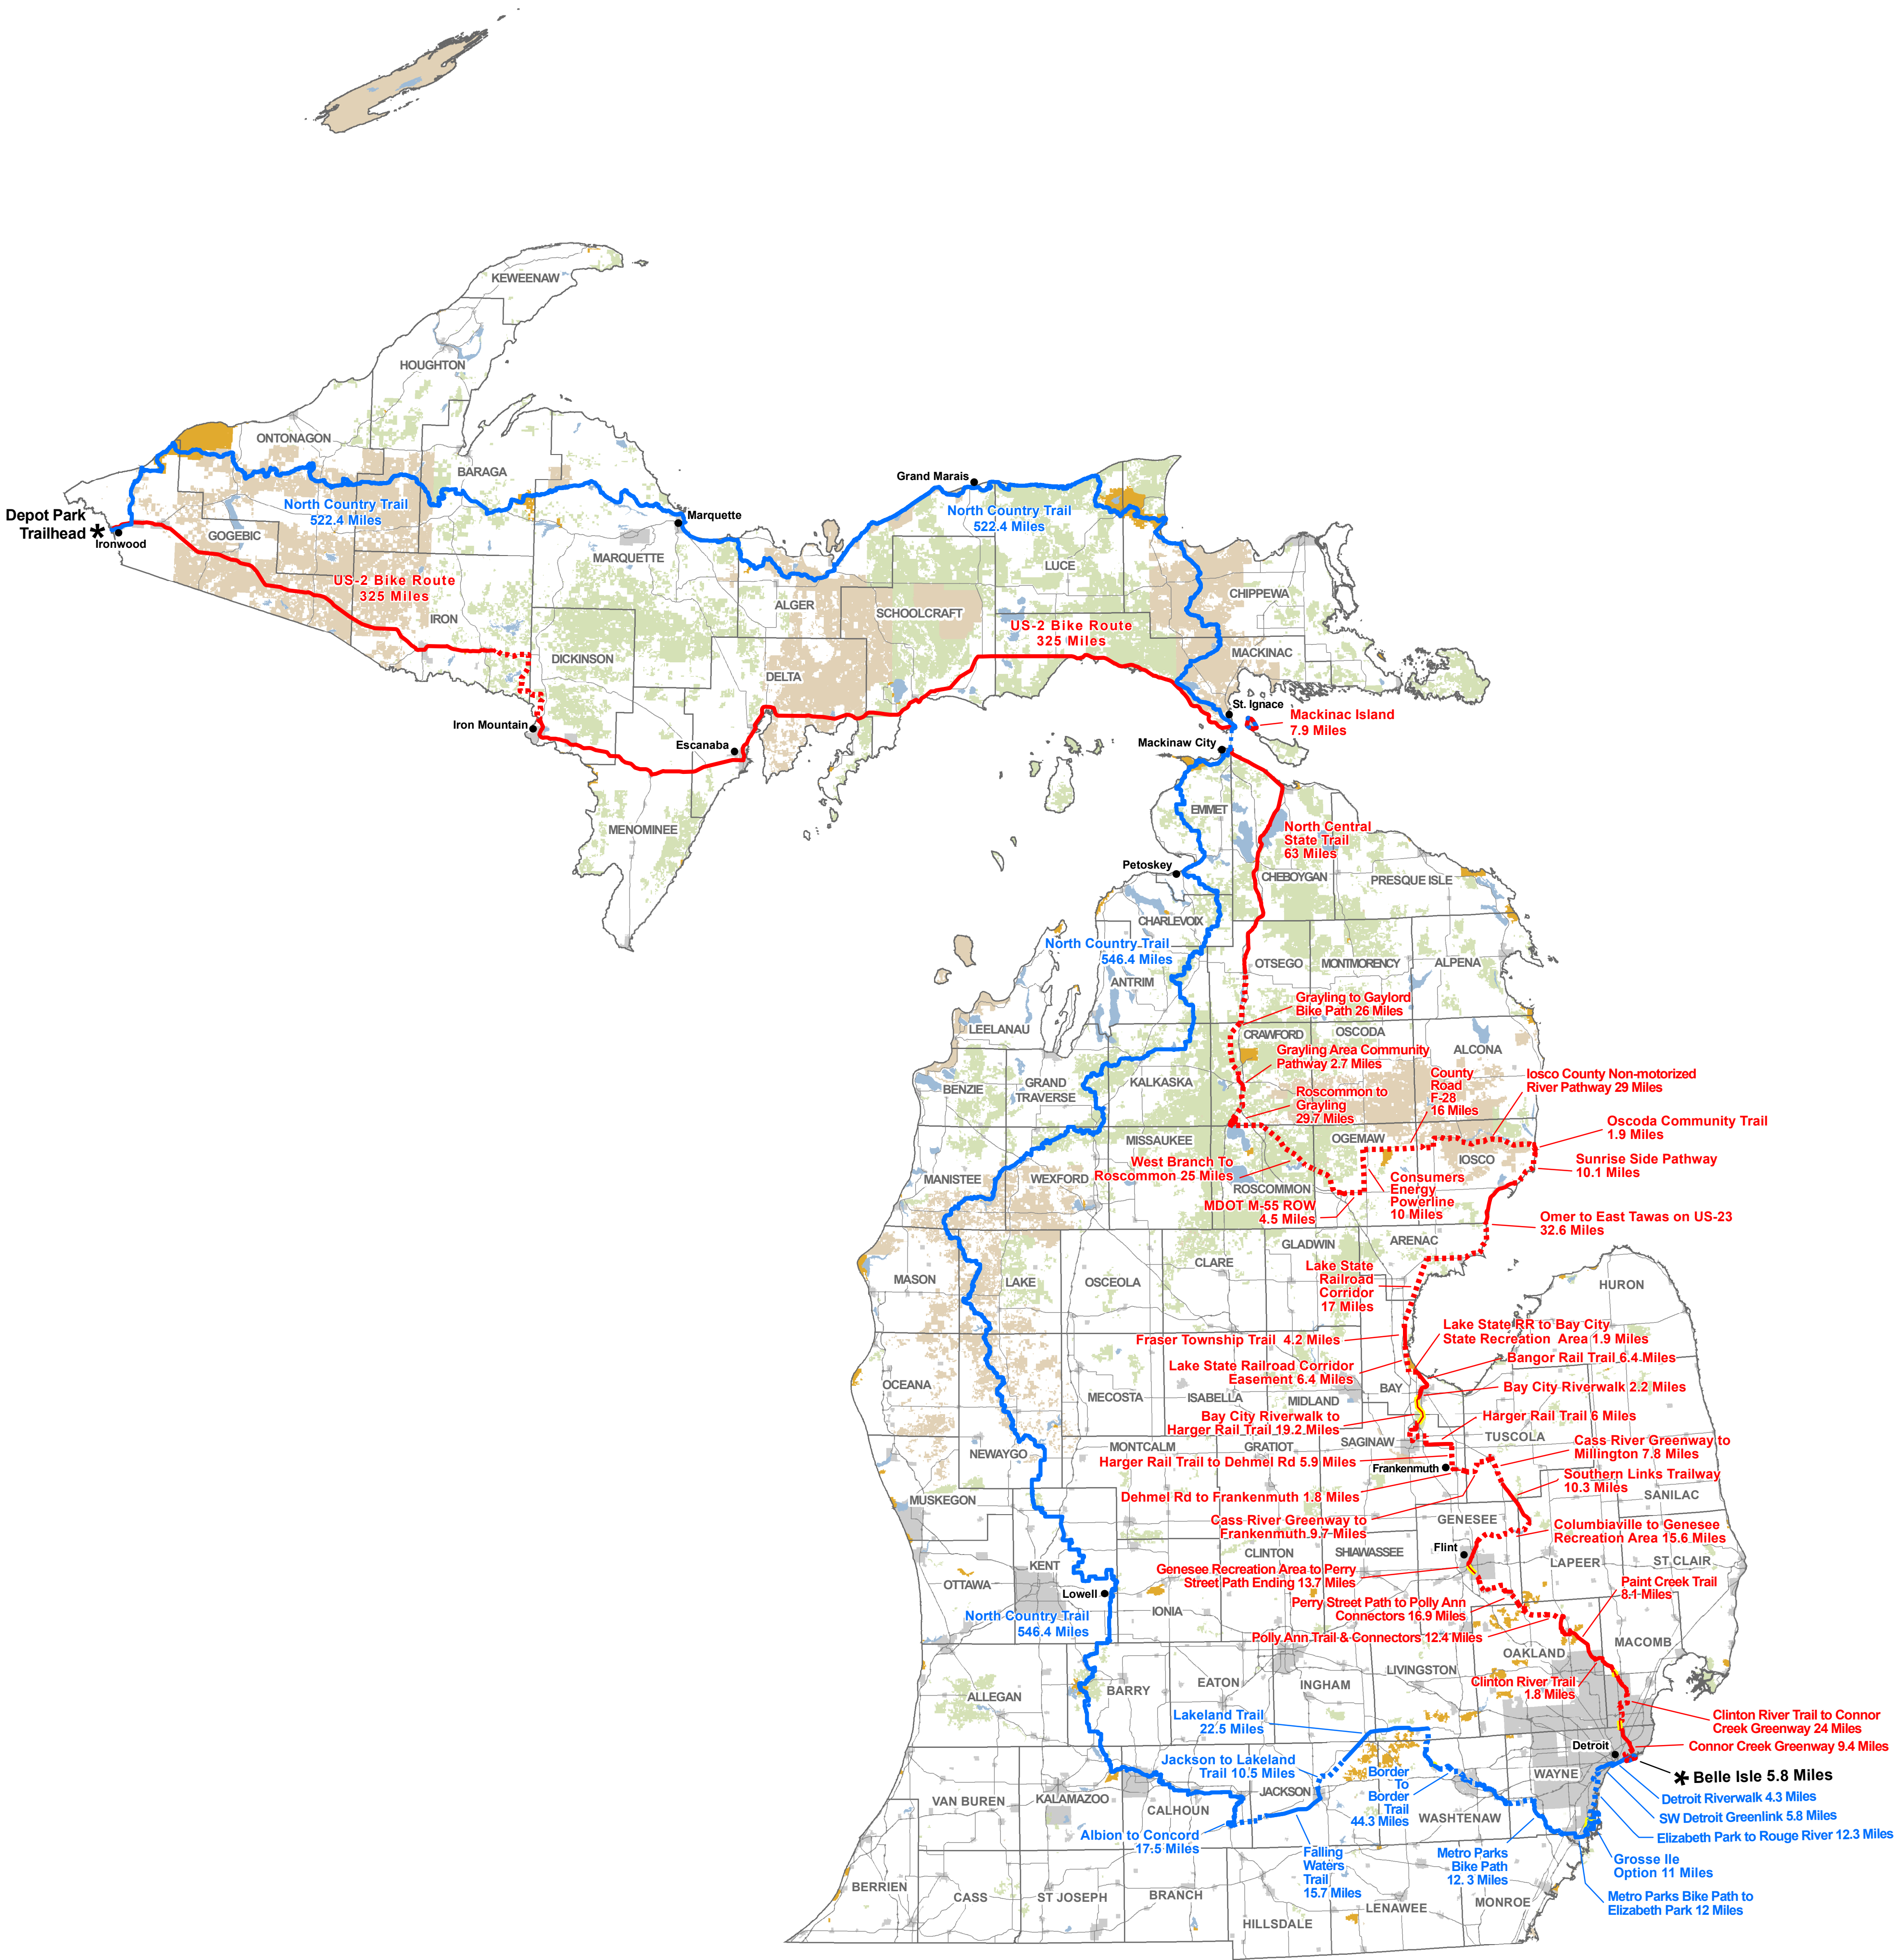 KEWEENAW
HOUGHTON
ONTONAGON
BARAGA
North Country Trail
522.4 Miles
Depot Park
Trailhead *
Ironwood
GOGEBIC
Marquette
MARQUETTE
Grand Marais
North Country Trail
522.4 Miles
US-2 Bike Route
325 Miles
IRON
ALGER
LUCE
SCHOOLCRAFT
CHIPPEWA
US-2 Bike Route
325 Miles
DICKINSON
DELTA
MACKINAC
Iron Mountain
Escanaba
St. Ignace
Mackinac Island
7.9 Miles
Mackinaw City
MENOMINEE
EMMET
North Central
State Trail
63 Miles
Petoskey
CHEBOYGAN
PRESQUE ISLE
CHARLEVOIX
North Country Trail
546.4 Miles
ANTRIM
OTSEGO
MONTMORENCY
ALPENA
Grayling to Gaylord
Bike Path 26 Miles
LEELANAU
CRAWFORD
OSCODA
ALCONA
Grayling Area Community
Pathway 2.7 Miles
BENZIE
GRAND
TRAVERSE
KALKASKA
County
Road
F-28
16 Miles
Iosco County Non-motorized
River Pathway 29 Miles
Roscommon to
Grayling
29.7 Miles
Oscoda Community Trail
1.9 Miles
MISSAUKEE
OGEMAW
IOSCO
Sunrise Side Pathway
10.1 Miles
West Branch To
Roscommon 25 Miles
MANISTEE
WEXFORD
ROSCOMMON
Consumers
Energy
Powerline
10 Miles
MDOT M-55 ROW
4.5 Miles
Omer to East Tawas on US-23
32.6 Miles
GLADWIN
ARENAC
CLARE
Lake State
Railroad
Corridor
17 Miles
MASON
LAKE
OSCEOLA
HURON
Fraser Township Trail 4.2 Miles
Lake State RR to Bay City
State Recreation Area 1.9 Miles
Bangor Rail Trail 6.4 Miles
Lake State Railroad Corridor
Easement 6.4 Miles
OCEANA
MECOSTA
ISABELLA
MIDLAND
BAY
Bay City Riverwalk 2.2 Miles
Bay City Riverwalk to
Harger Rail Trail 19.2 Miles
Harger Rail Trail 6 Miles
TUSCOLA
NEWAYGO
MONTCALM
GRATIOT
SAGINAW
Cass River Greenway to
Millington 7.8 Miles
Harger Rail Trail to Dehmel Rd 5.9 Miles
Frankenmuth
Southern Links Trailway
10.3 Miles
SANILAC
MUSKEGON
Dehmel Rd to Frankenmuth 1.8 Miles
Cass River Greenway to
Frankenmuth 9.7 Miles
GENESEE
Columbiaville to Genesee
Recreation Area 15.6 Miles
KENT
CLINTON
SHIAWASSEE
Flint
LAPEER
ST CLAIR
OTTAWA
Genesee Recreation Area to Perry
Street Path Ending 13.7 Miles
Paint Creek Trail
8.1 Miles
Lowell
IONIA
Perry Street Path to Polly Ann
Connectors 16.9 Miles
North Country Trail
546.4 Miles
Polly Ann Trail & Connectors 12.4 Miles
OAKLAND
MACOMB
ALLEGAN
BARRY
EATON
INGHAM
LIVINGSTON
Clinton River Trail
1.8 Miles
Clinton River Trail to Connor
Creek Greenway 24 Miles
Lakeland Trail
22.5 Miles
Connor Creek Greenway 9.4 Miles
Detroit
Jackson to Lakeland
Trail 10.5 Miles
Border
To
Border
Trail
44.3 Miles
WAYNE
* Belle Isle 5.8 Miles
VAN BUREN
KALAMAZOO
CALHOUN
JACKSON
WASHTENAW
Detroit Riverwalk 4.3 Miles
SW Detroit Greenlink 5.8 Miles
Albion to Concord
17.5 Miles
Elizabeth Park to Rouge River 12.3 Miles
Falling
Waters
Trail
15.7 Miles
Metro Parks
Bike Path
12. 3 Miles
Grosse Ile
Option 11 Miles
BERRIEN
CASS
ST JOSEPH
BRANCH
HILLSDALE
LENAWEE
MONROE
Metro Parks Bike Path to
Elizabeth Park 12 Miles